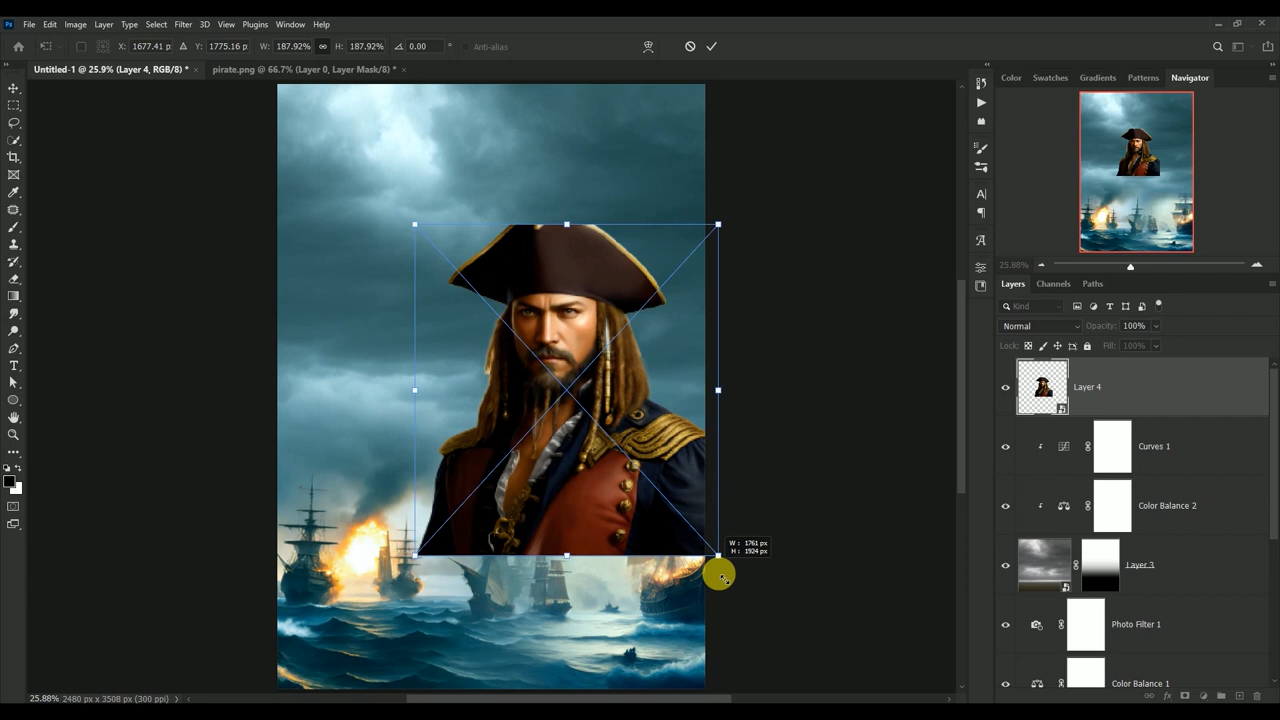 Ps File Edit Image Layer Type Select Filter 3D View Plugins Window Help
X: 1677.41 p Y: 1775.16 p W: 187.92% H: 187.92% 0.00 ° Anti-alias
Untitled-1 @ 25.9% (Layer 4, RGB/8) * × pirate.png @ 66.7% (Layer 0, Layer Mask/8) * ×
Color Swatches Gradients Patterns Navigator
25.88%
Layers Channels Paths
Kind
Normal Opacity: 100%
Lock: Fill: 100%
Layer 4
Curves 1
Color Balance 2
W : 1761 px
H : 1924 px
Layer 3
Photo Filter 1
Color Balance 1
25.88% 2480 px x 3508 px (300 ppi)